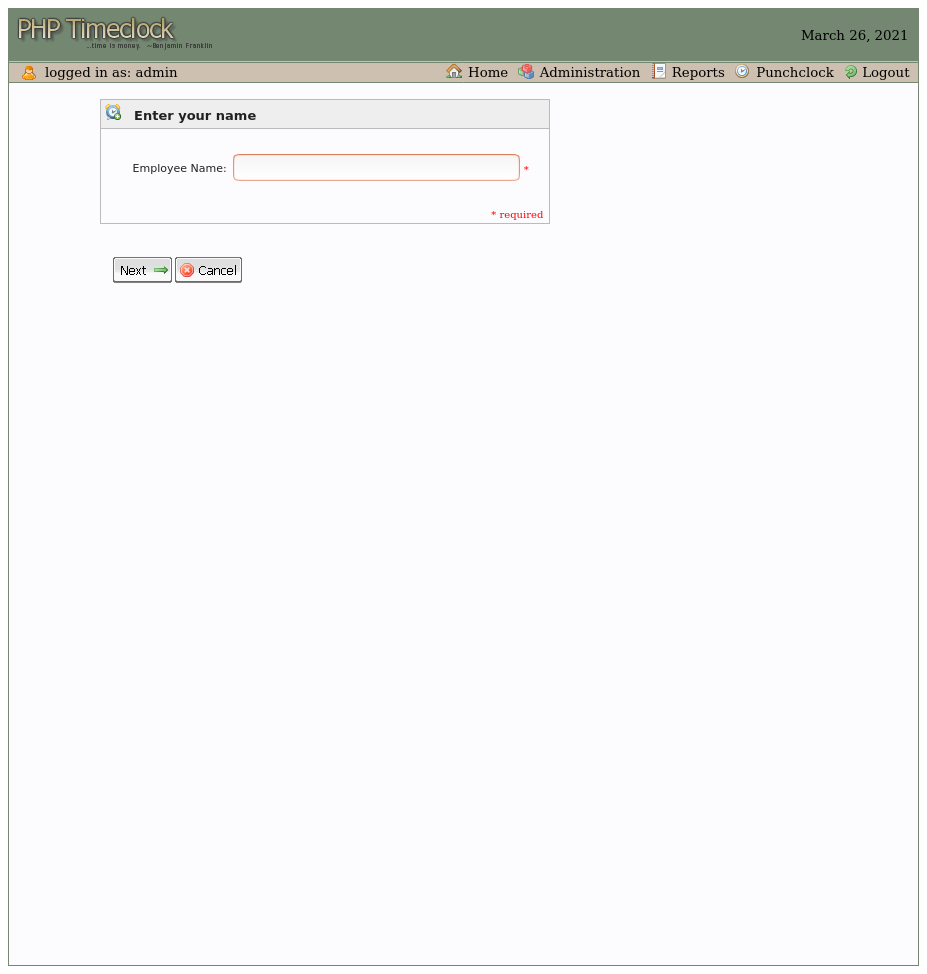 PHP Timeclock
...time is money. —Benjamin Franklin
March 26, 2021
logged in as: admin
Home Administration Reports Punchclock Logout
Enter your name
Employee Name: *
* required
Next Cancel